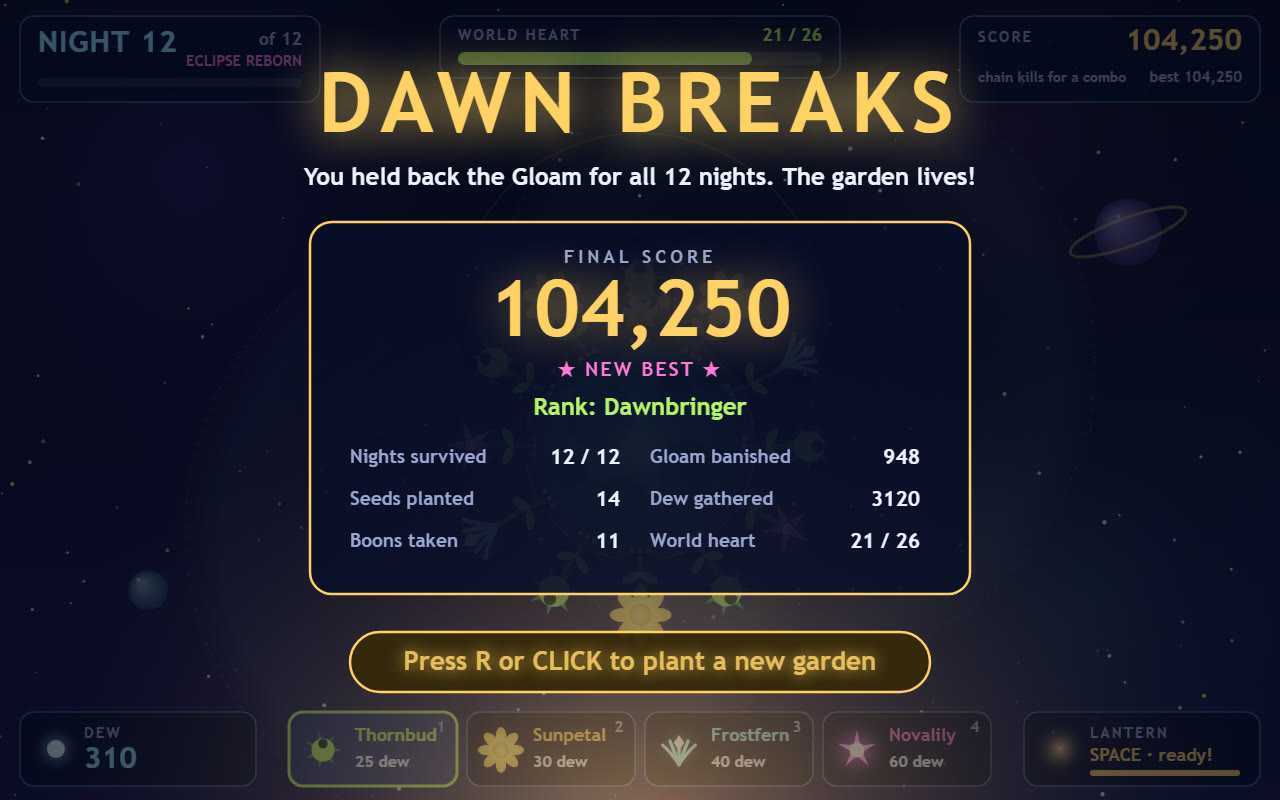 NIGHT 12 of 12
ECLIPSE REBORN
WORLD HEART 21 / 26
SCORE 104,250
chain kills for a combo best 104,250
DAWN BREAKS
You held back the Gloam for all 12 nights. The garden lives!
FINAL SCORE
104,250
★ NEW BEST ★
Rank: Dawnbringer
Nights survived 12 / 12 Gloam banished 948
Seeds planted 14 Dew gathered 3120
Boons taken 11 World heart 21 / 26
Press R or CLICK to plant a new garden
DEW
310
Thornbud 1
25 dew
Sunpetal 2
30 dew
Frostfern 3
40 dew
Novalily 4
60 dew
LANTERN
SPACE · ready!